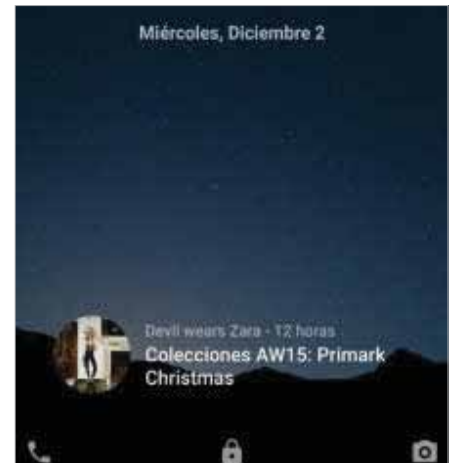 Miércoles, Diciembre 2
Devil wears Zara - 12 horas
Colecciones AW15: Primark
Christmas